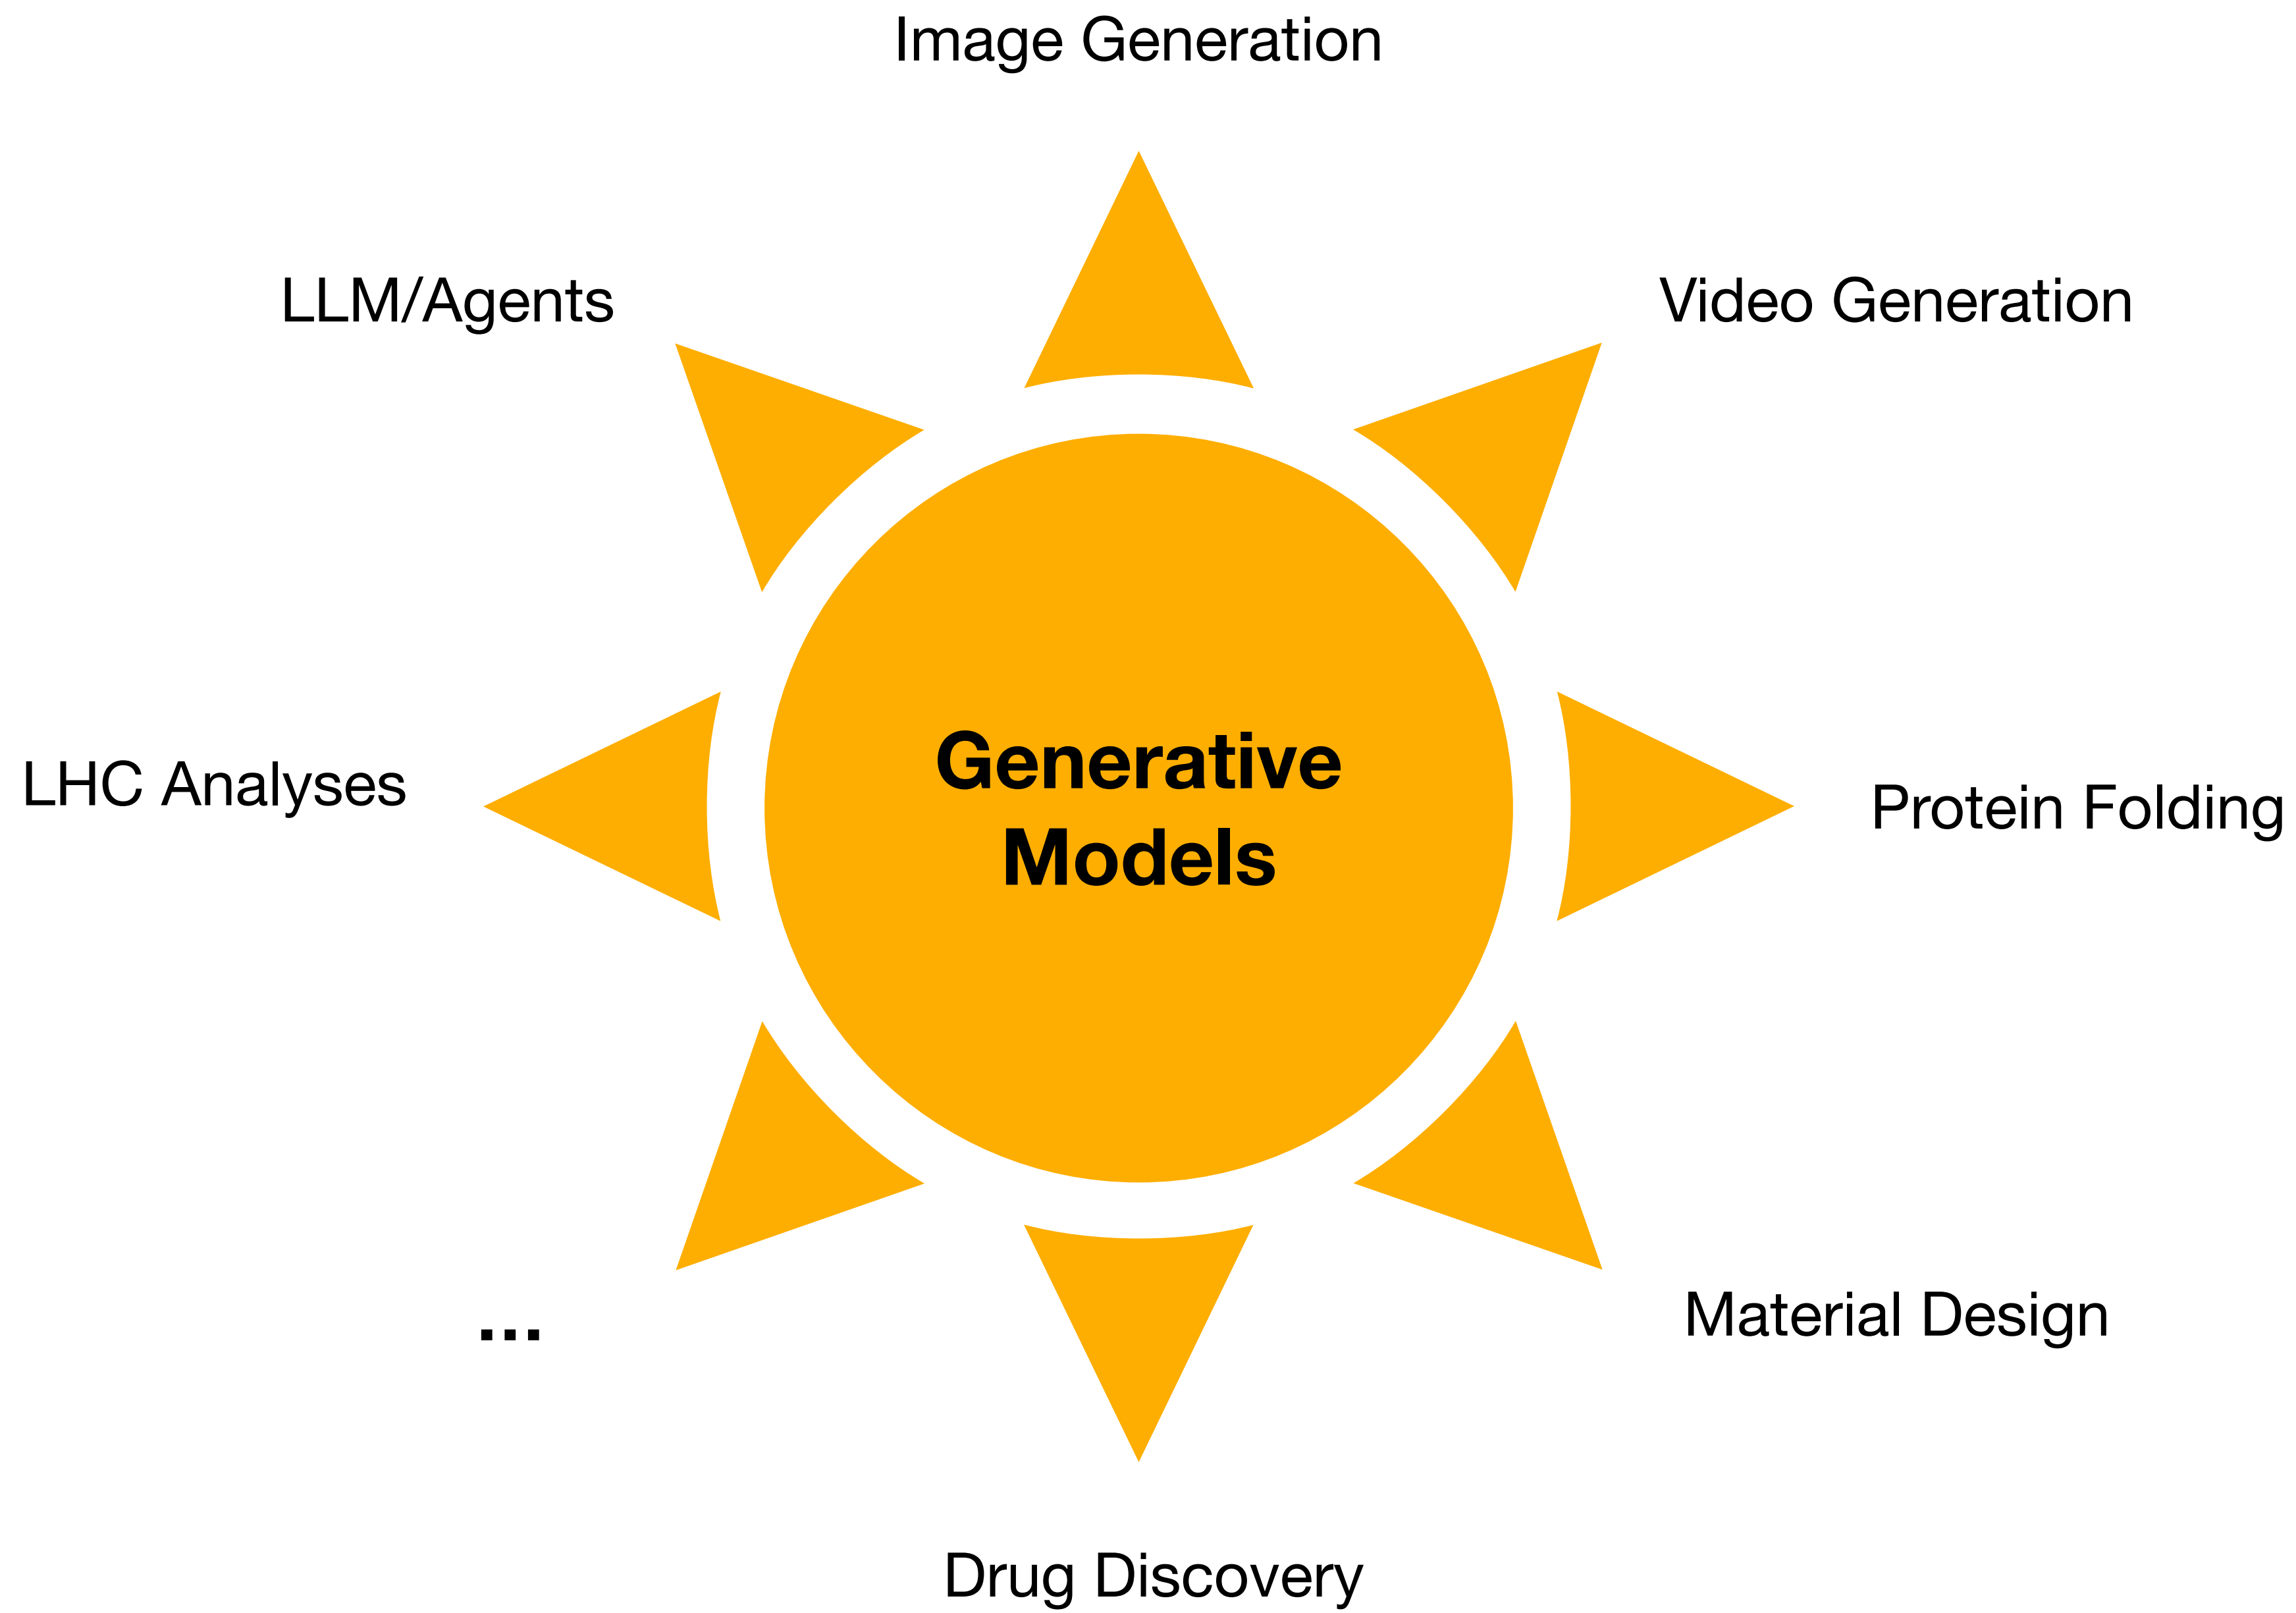 Image Generation
LLM/Agents
Video Generation
LHC Analyses
Generative
Models
Protein Folding
...
Material Design
Drug Discovery